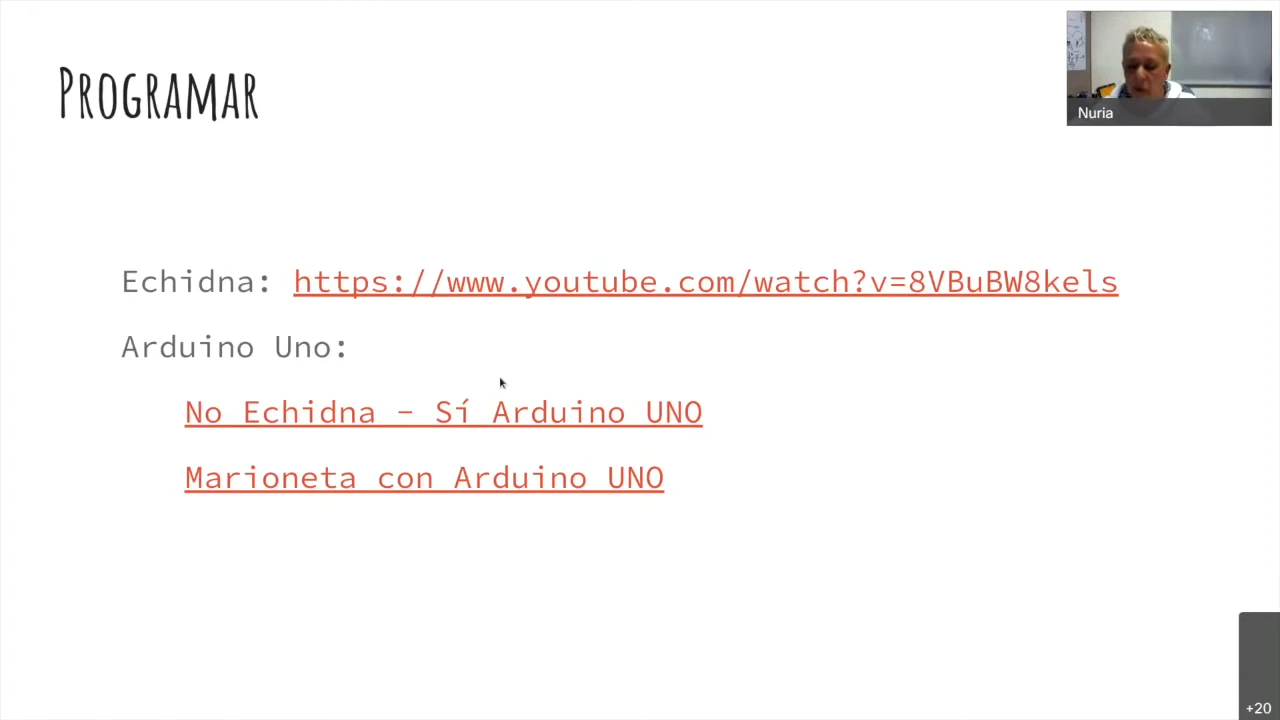 PROGRAMAR
Nuria
Echidna: https://www.youtube.com/watch?v=8VBuBW8kels
Arduino Uno:
No Echidna - Sí Arduino UNO
Marioneta con Arduino UNO
+20